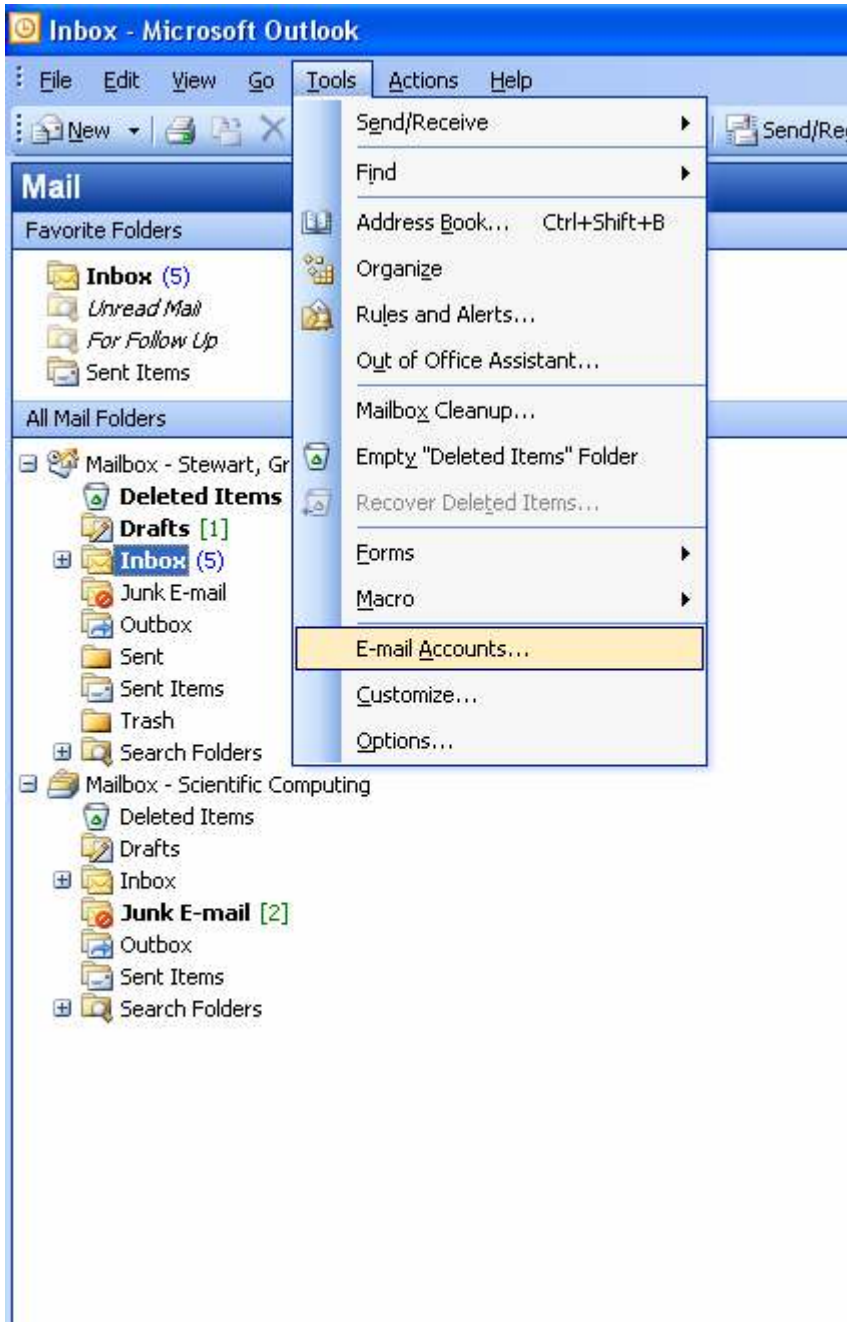 Inbox - Microsoft Outlook
File Edit View Go Tools Actions Help
New Send/Re
Mail
Favorite Folders
Inbox (5)
Unread Mail
For Follow Up
Sent Items
All Mail Folders
Mailbox - Stewart, Gr
Deleted Items
Drafts [1]
Inbox (5)
Junk E-mail
Outbox
Sent
Sent Items
Trash
Search Folders
Mailbox - Scientific Computing
Deleted Items
Drafts
Inbox
Junk E-mail [2]
Outbox
Sent Items
Search Folders
Send/Receive
Find
Address Book... Ctrl+Shift+B
Organize
Rules and Alerts...
Out of Office Assistant...
Mailbox Cleanup...
Empty "Deleted Items" Folder
Recover Deleted Items...
Forms
Macro
E-mail Accounts...
Customize...
Options...